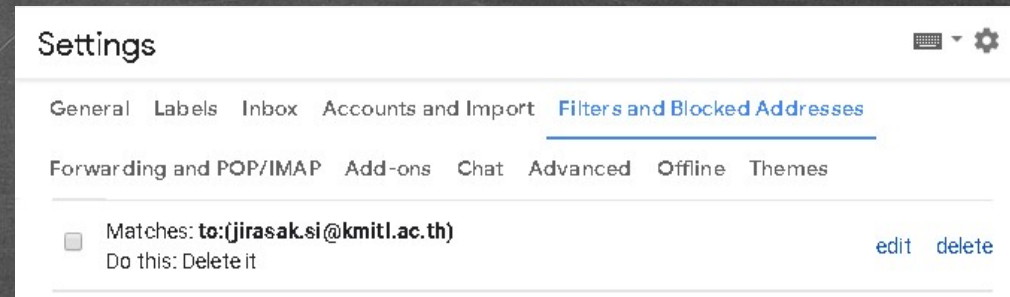 Settings
General Labels Inbox Accounts and Import Filters and Blocked Addresses
Forwarding and POP/IMAP Add-ons Chat Advanced Offline Themes
Matches: to:(jirasak.si@kmitl.ac.th)
Do this: Delete it
edit delete